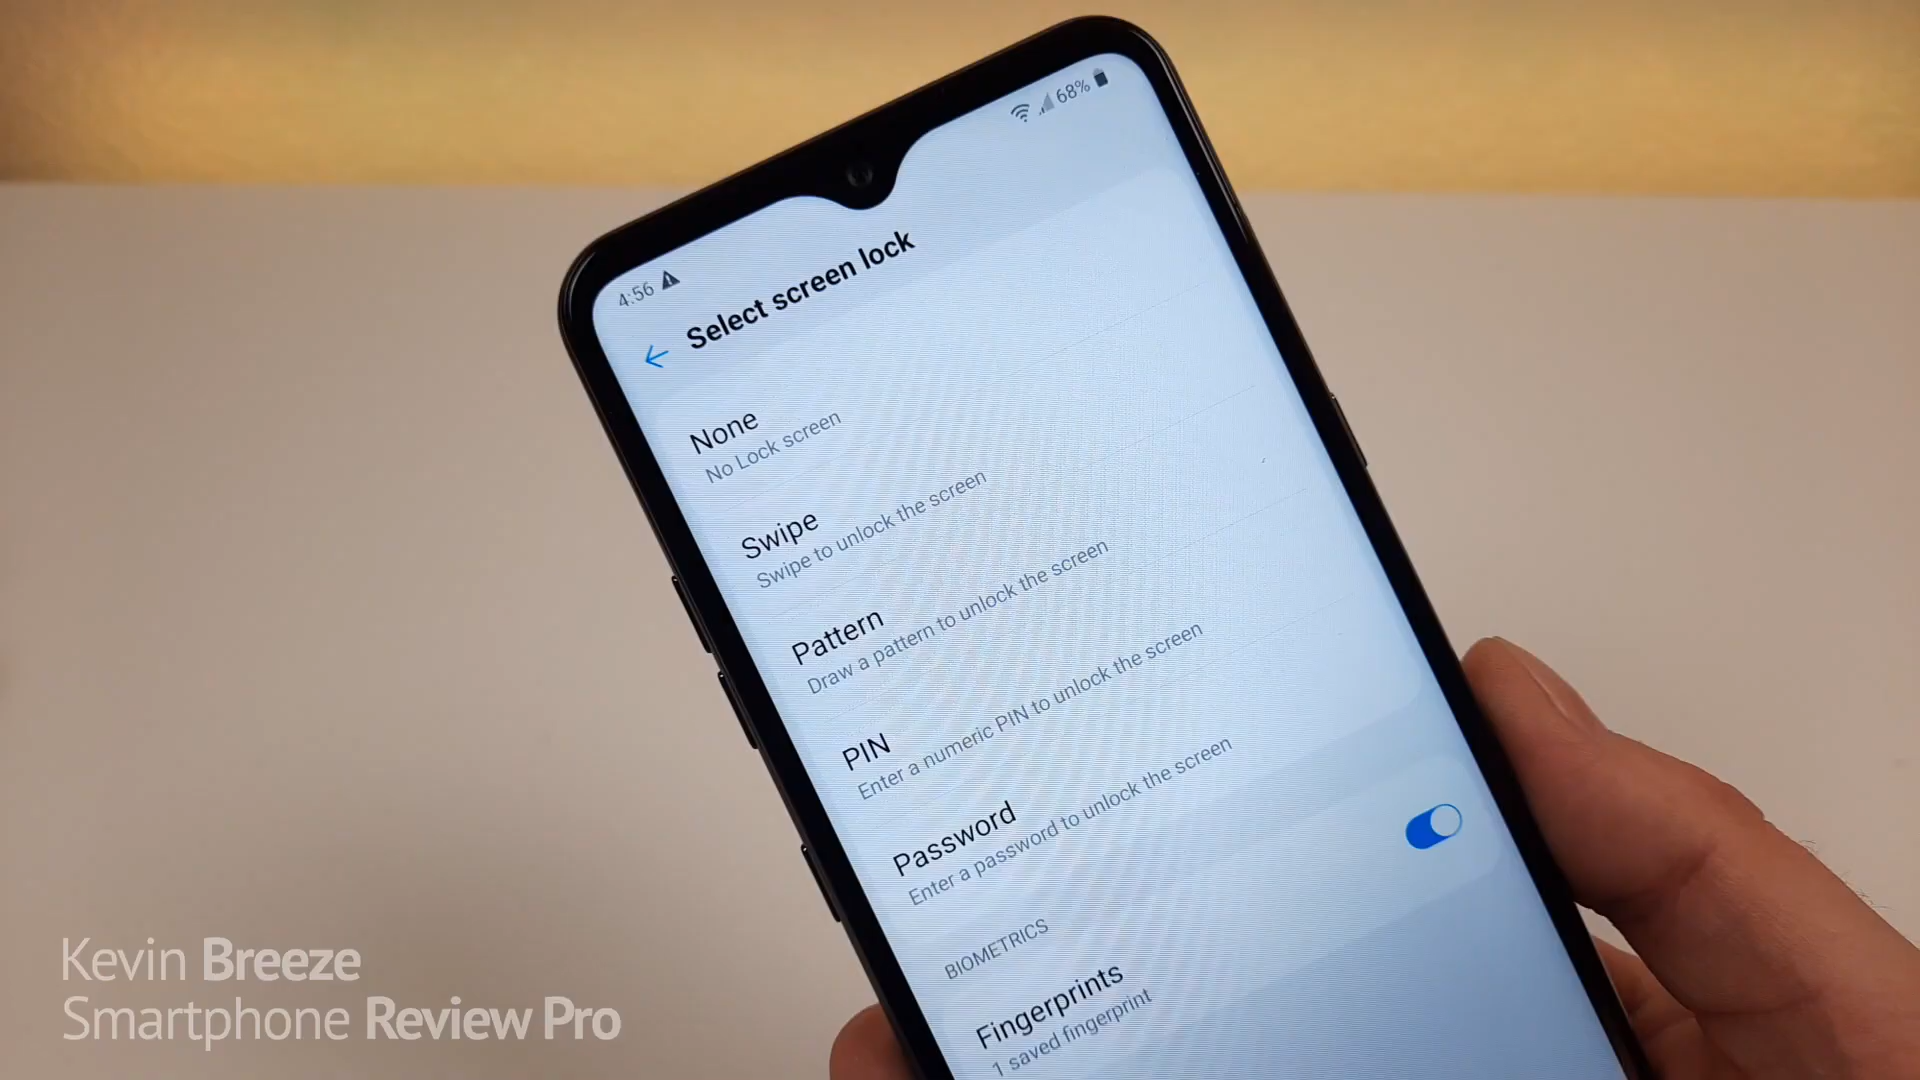 4:56
68%
Select screen lock
None
No Lock screen
Swipe
Swipe to unlock the screen
Pattern
Draw a pattern to unlock the screen
PIN
Enter a numeric PIN to unlock the screen
Password
Enter a password to unlock the screen
BIOMETRICS
Fingerprints
1 saved fingerprint
Kevin Breeze
Smartphone Review Pro